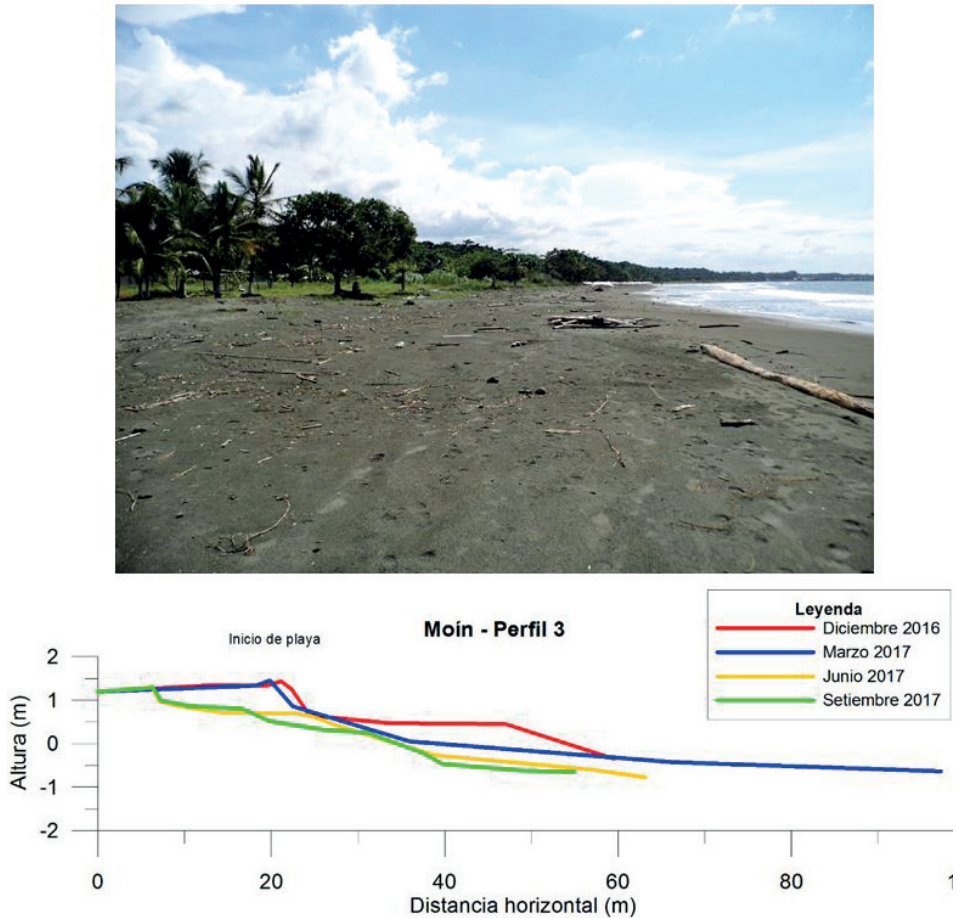 Moín - Perfil 3
Inicio de playa
Leyenda
Diciembre 2016
Marzo 2017
Junio 2017
Setiembre 2017
Altura (m)
2
1
0
-1
-2
0
20
40
60
80
1
Distancia horizontal (m)